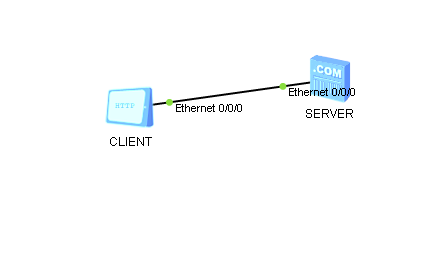 .COM
Ethernet 0/0/0
SERVER
HTTP
Ethernet 0/0/0
CLIENT